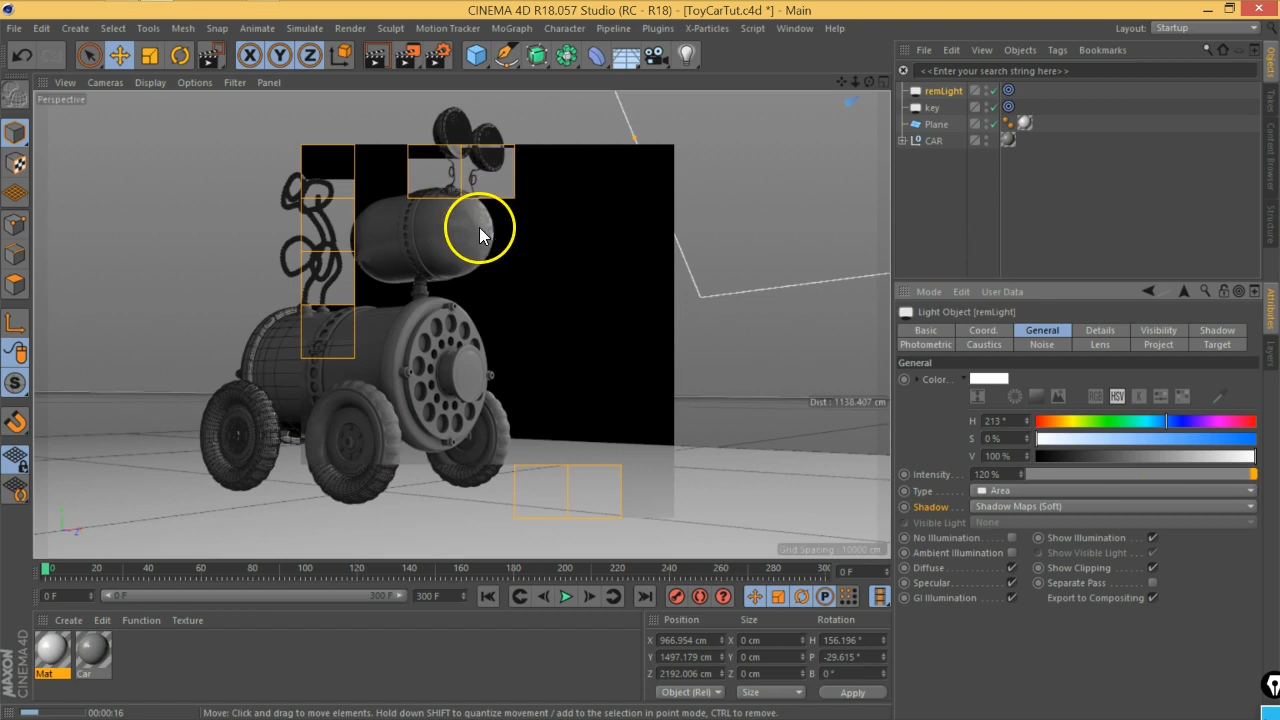 CINEMA 4D R18.057 Studio (RC - R18) - [ToyCarTut.c4d *] - Main
File Edit Create Select Tools Mesh Snap Animate Simulate Render Sculpt Motion Tracker MoGraph Character Pipeline Plugins X-Particles Script Window Help
Layout: Startup
View Cameras Display Options Filter Panel
Perspective
Dist : 1138.407 cm
Grid Spacing : 10000 cm
File Edit View Objects Tags Bookmarks
<<Enter your search string here>>
remLight
key
Plane
CAR
Objects
Takes
Content Browser
Structure
Mode Edit User Data
Light Object [remLight]
Basic Coord. General Details Visibility Shadow
Photometric Caustics Noise Lens Project Target
General
Color. .
RGB HSV K
H 213 °
S 0 %
V 100 %
Intensity. 120 %
Type . . Area
Shadow. . . Shadow Maps (Soft)
Visible Light None
No Illumination. Show Illumination . .
Ambient Illumination Show Visible Light
Diffuse. . . Show Clipping . .
Specular. . . Separate Pass.
GI Illumination . . Export to Compositing
Attributes
Layers
0 20 40 60 80 100 120 140 160 180 200 220 240 260 280 300
0 F
0 F 0 F 300 F 300 F
Create Edit Function Texture
Mat Car
Position Size Rotation
X 966.954 cm X 0 cm H 156.196 °
Y 1497.179 cm Y 0 cm P -29.615 °
Z 2192.006 cm Z 0 cm B 0 °
Object (Rel) Size Apply
MAXON CINEMA 4D
00:00:16 Move: Click and drag to move elements. Hold down SHIFT to quantize movement / add to the selection in point mode, CTRL to remove.